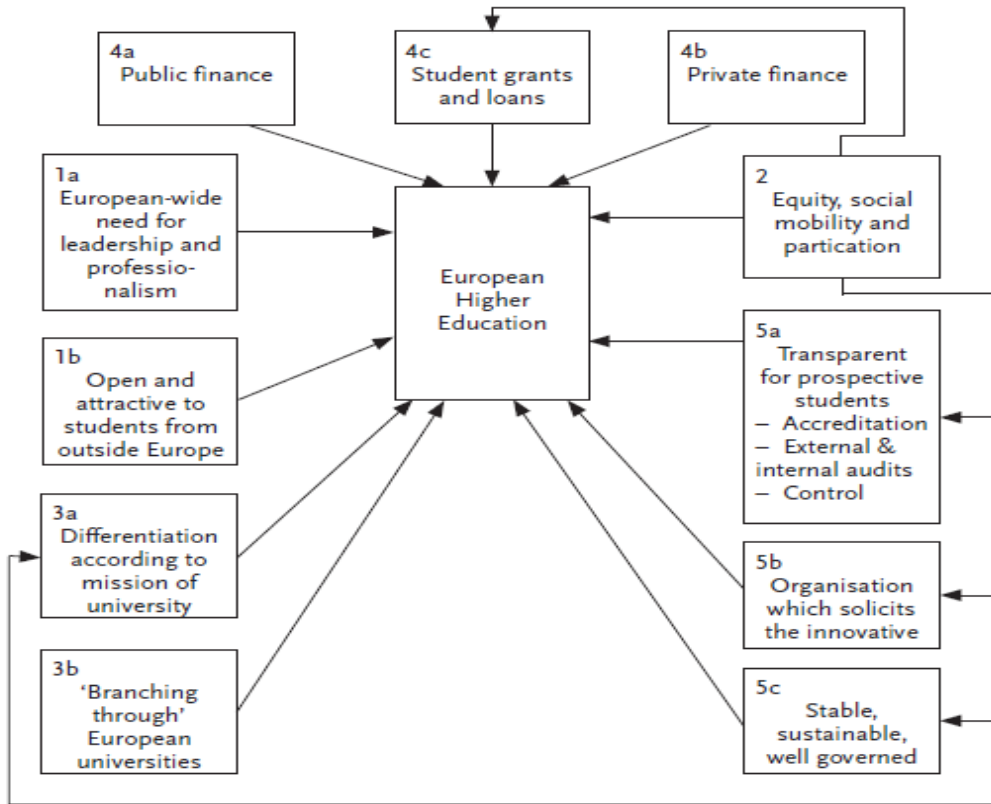 4a
Public finance
4c
Student grants
and loans
4b
Private finance
1a
European-wide
need for
leadership and
professio-
nalism
2
Equity, social
mobility and
partication
European
Higher
Education
1b
Open and
attractive to
students from
outside Europe
5a
Transparent
for prospective
students
– Accreditation
– External &
internal audits
– Control
3a
Differentiation
according to
mission of
university
5b
Organisation
which solicits
the innovative
3b
‘Branching
through’
European
universities
5c
Stable,
sustainable,
well governed